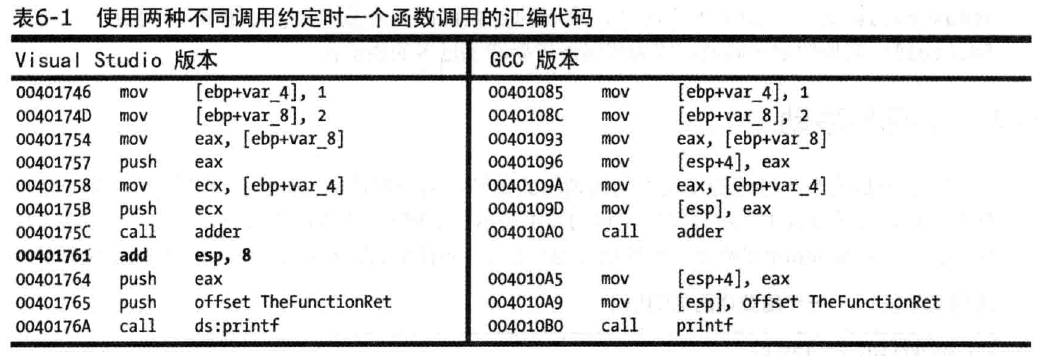 表6-1 使用两种不同调用约定时一个函数调用的汇编代码
Visual Studio 版本 GCC 版本
00401746 mov [ebp+var_4], 1 00401085 mov [ebp+var_4], 1
0040174D mov [ebp+var_8], 2 0040108C mov [ebp+var_8], 2
00401754 mov eax, [ebp+var_8] 00401093 mov eax, [ebp+var_8]
00401757 push eax 00401096 mov [esp+4], eax
00401758 mov ecx, [ebp+var_4] 0040109A mov eax, [ebp+var_4]
0040175B push ecx 0040109D mov [esp], eax
0040175C call adder 004010A0 call adder
00401761 add esp, 8
00401764 push eax 004010A5 mov [esp+4], eax
00401765 push offset TheFunctionRet 004010A9 mov [esp], offset TheFunctionRet
0040176A call ds:printf 004010B0 call printf